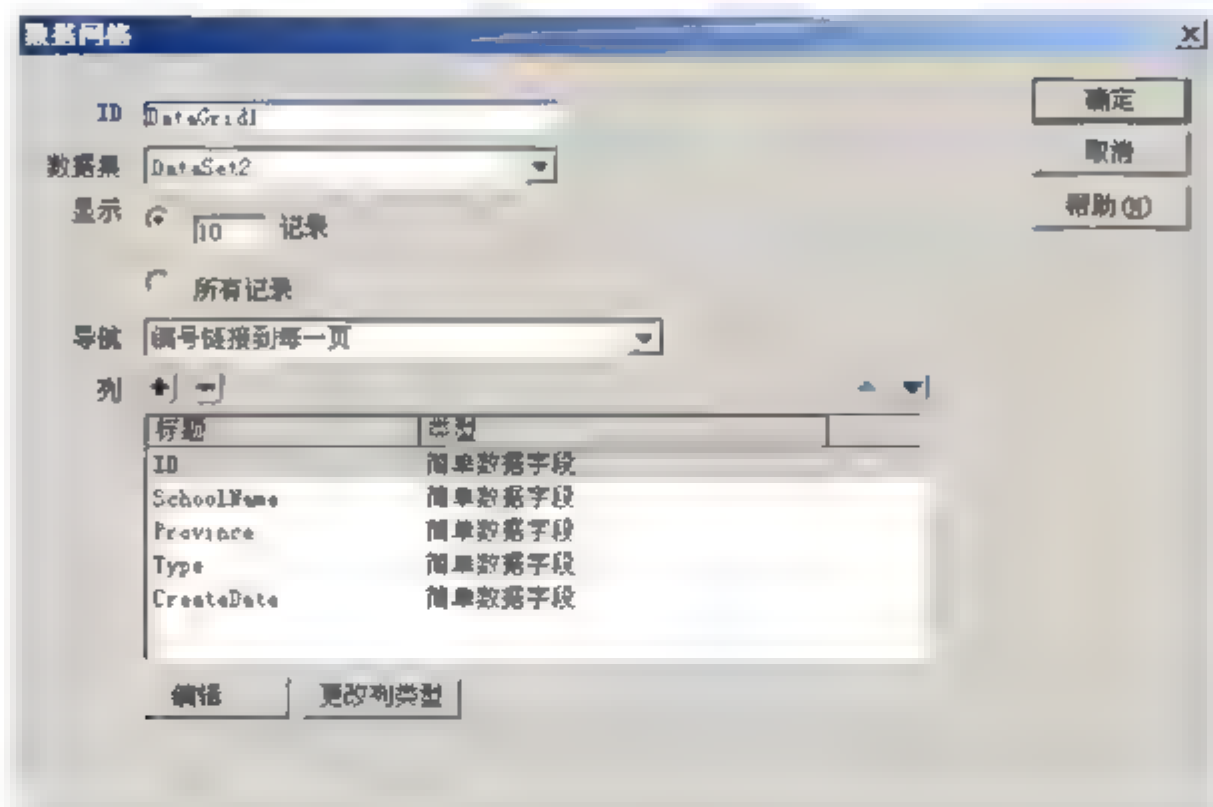 数据网格
ID DataGrid1
确定
数据集 DataSet2
取消
显示 10 记录
帮助(H)
所有记录
导航 编号链接到每一页
列
标题 类型
ID 简单数据字段
SchoolName 简单数据字段
Province 简单数据字段
Type 简单数据字段
CreateDate 简单数据字段
编辑 更改列类型